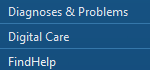 Diagnoses & Problems
Digital Care
FindHelp